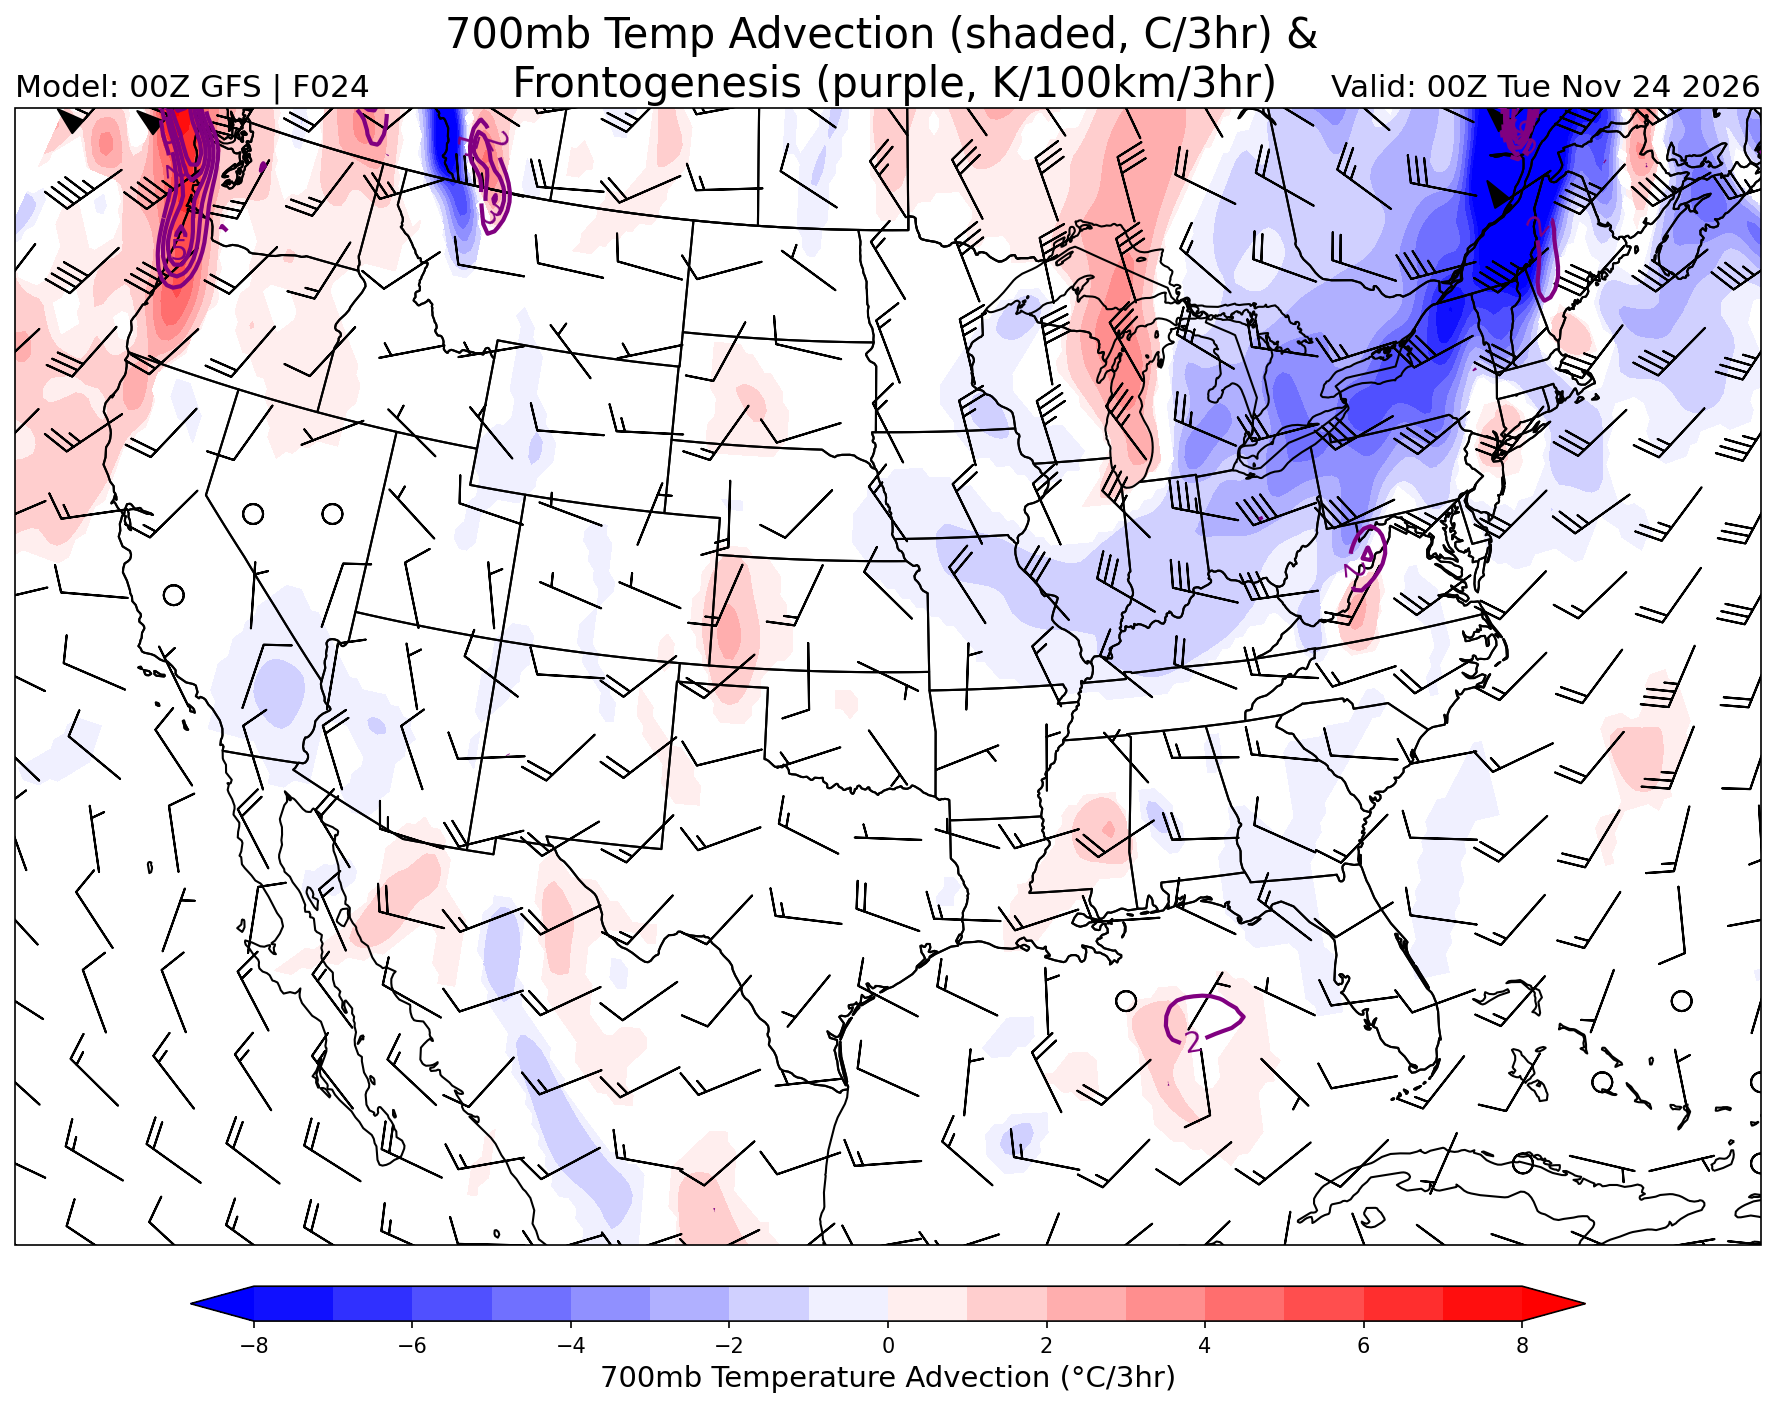 700mb Temp Advection (shaded, C/3hr) &
Frontogenesis (purple, K/100km/3hr)
Model: 00Z GFS | F024
Valid: 00Z Tue Nov 24 2026
2
2
2
−8 −6 −4 −2 0 2 4 6 8
700mb Temperature Advection (°C/3hr)